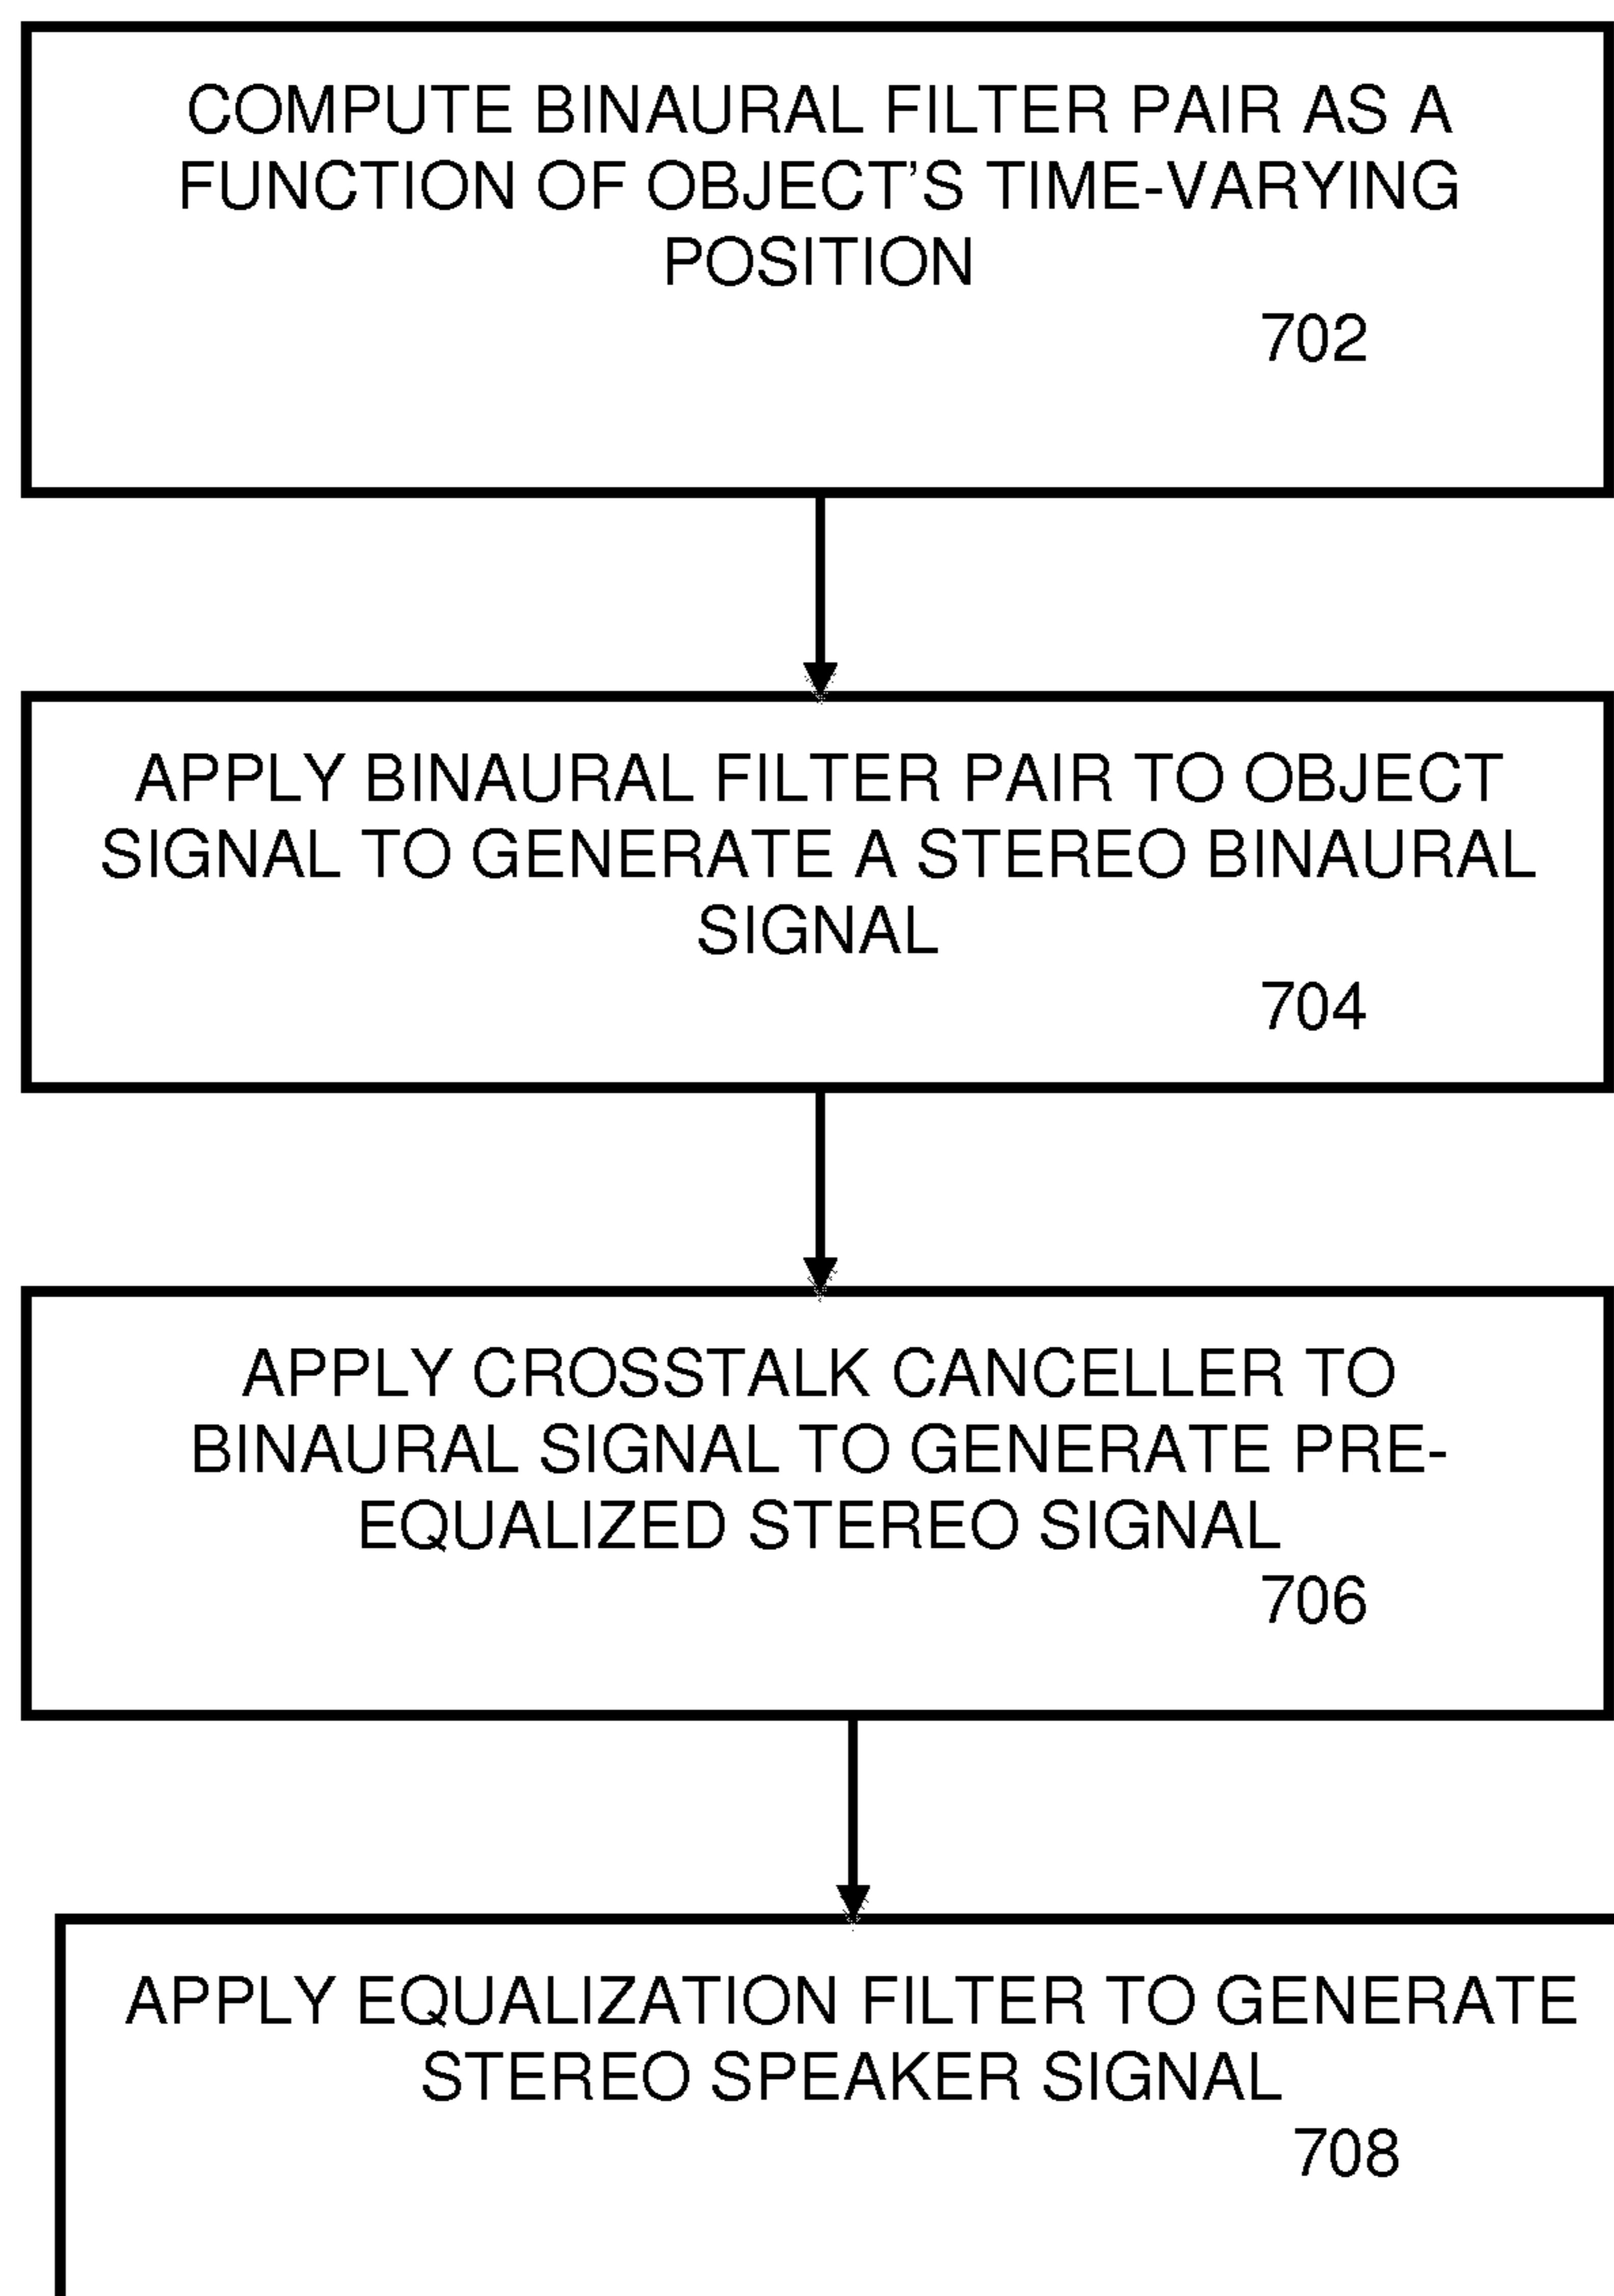 COMPUTE BINAURAL FILTER PAIR AS A
FUNCTION OF OBJECT'S TIME-VARYING
POSITION
702
APPLY BINAURAL FILTER PAIR TO OBJECT
SIGNAL TO GENERATE A STEREO BINAURAL
SIGNAL
704
APPLY CROSSTALK CANCELLER TO
BINAURAL SIGNAL TO GENERATE PRE-
EQUALIZED STEREO SIGNAL
706
APPLY EQUALIZATION FILTER TO GENERATE
STEREO SPEAKER SIGNAL
708